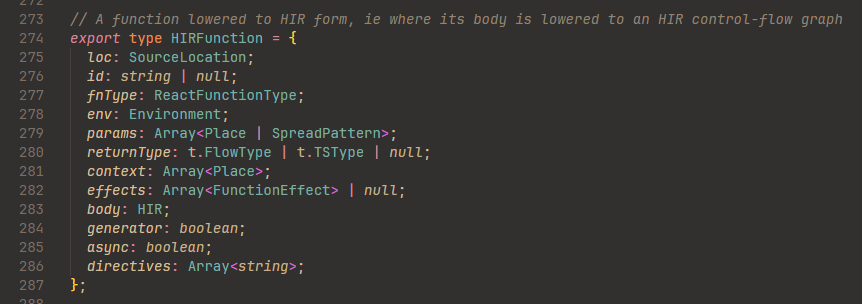 272
273 // A function lowered to HIR form, ie where its body is lowered to an HIR control-flow graph
274 export type HIRFunction = {
275   loc: SourceLocation;
276   id: string | null;
277   fnType: ReactFunctionType;
278   env: Environment;
279   params: Array<Place | SpreadPattern>;
280   returnType: t.FlowType | t.TSType | null;
281   context: Array<Place>;
282   effects: Array<FunctionEffect> | null;
283   body: HIR;
284   generator: boolean;
285   async: boolean;
286   directives: Array<string>;
287 };
288